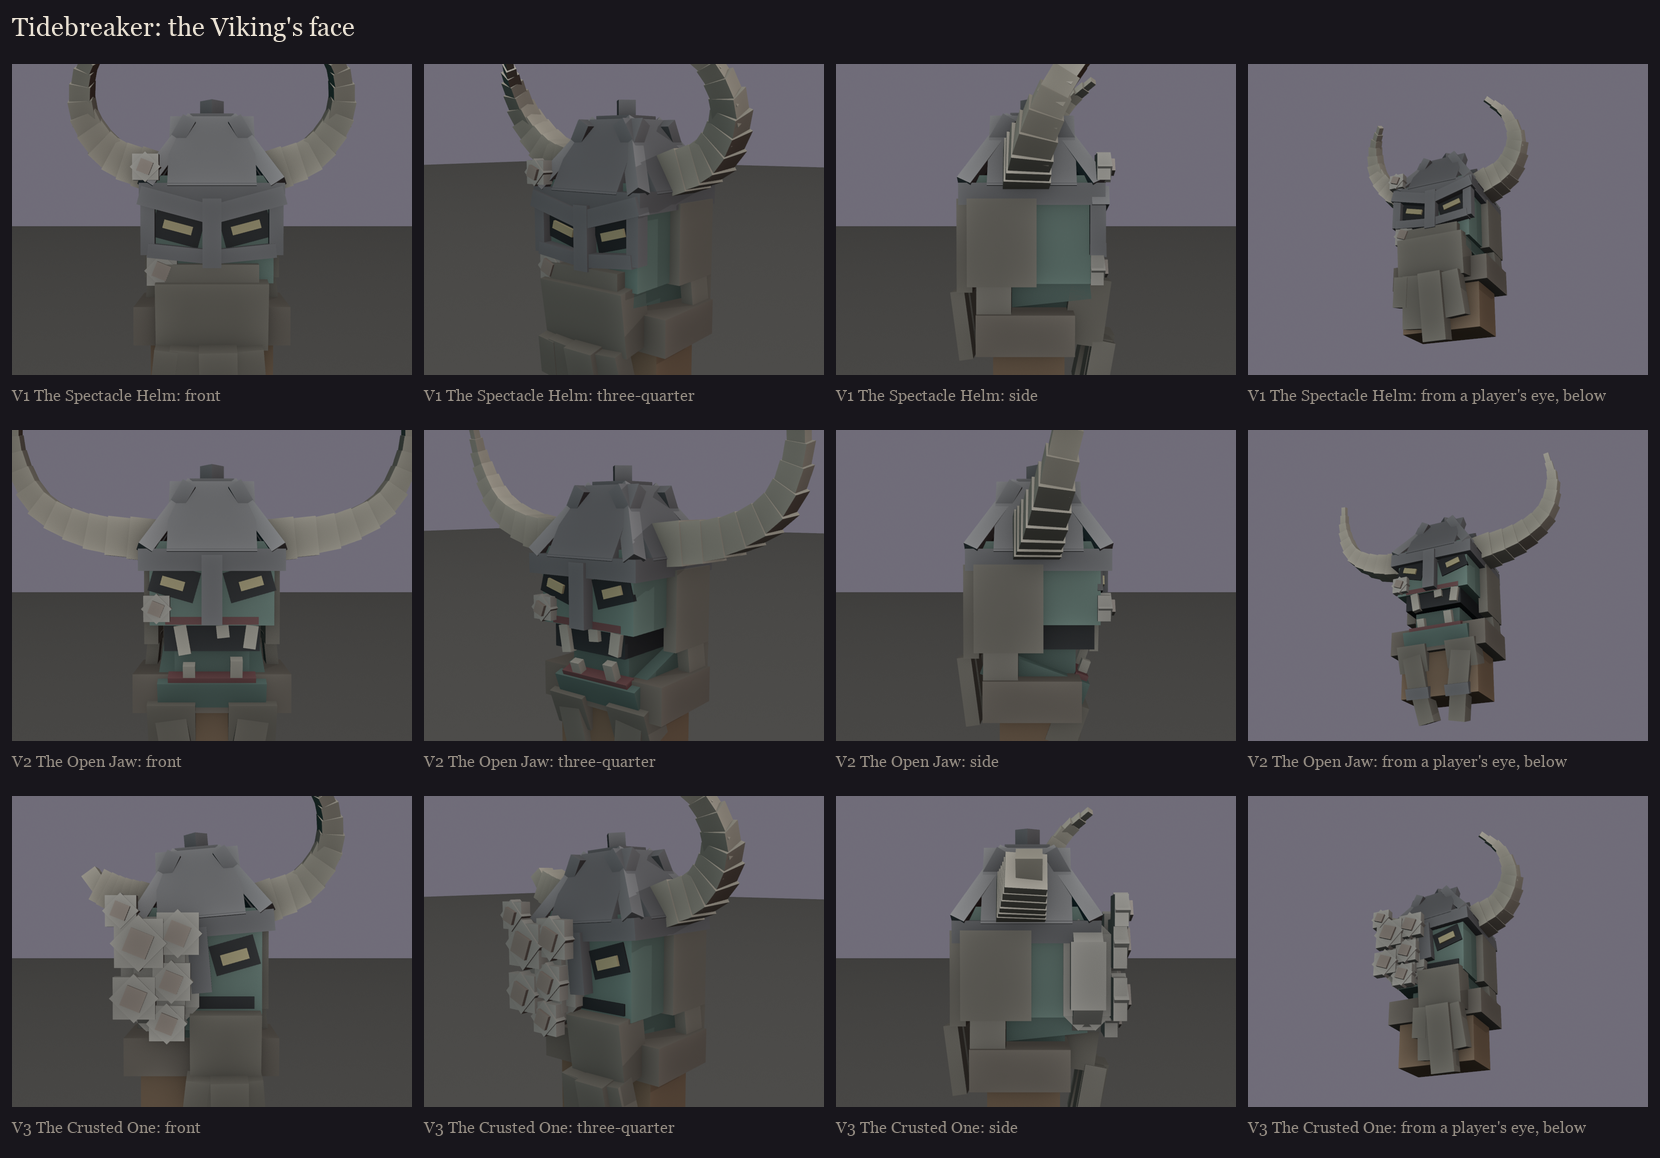 Tidebreaker: the Viking's face
V1 The Spectacle Helm: front
V1 The Spectacle Helm: three-quarter
V1 The Spectacle Helm: side
V1 The Spectacle Helm: from a player's eye, below
V2 The Open Jaw: front
V2 The Open Jaw: three-quarter
V2 The Open Jaw: side
V2 The Open Jaw: from a player's eye, below
V3 The Crusted One: front
V3 The Crusted One: three-quarter
V3 The Crusted One: side
V3 The Crusted One: from a player's eye, below